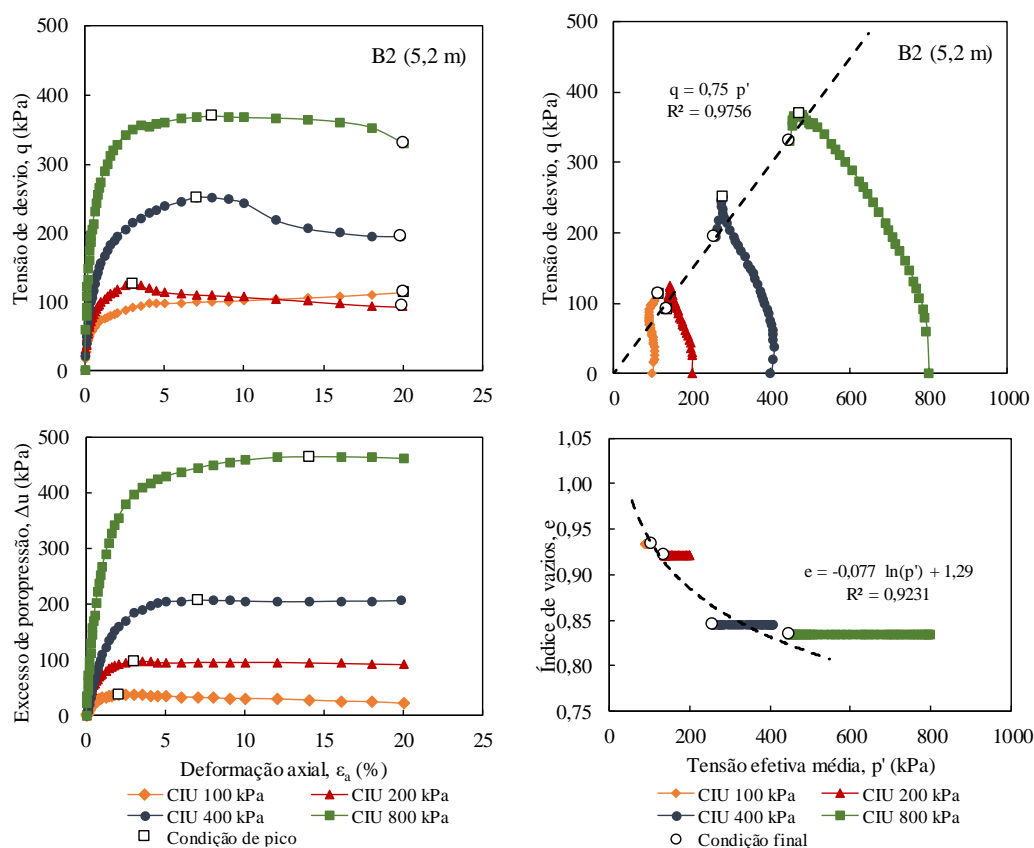 500
400
300
200
100
0
0
5
10
15
20
25
Tensão de desvio, q (kPa)
B2 (5,2 m)
500
400
300
200
100
0
0
200
400
600
800
1000
Tensão de desvio, q (kPa)
B2 (5,2 m)
q = 0,75 p'
R² = 0,9756
500
400
300
200
100
0
0
5
10
15
20
25
Excesso de poropressão, Δu (kPa)
Deformação axial, εa (%)
1,05
1,00
0,95
0,90
0,85
0,80
0,75
0
200
400
600
800
1000
Índice de vazios, e
e = -0,077 ln(p') + 1,29
R² = 0,9231
Tensão efetiva média, p' (kPa)
CIU 100 kPa
CIU 200 kPa
CIU 400 kPa
CIU 800 kPa
Condição de pico
CIU 100 kPa
CIU 200 kPa
CIU 400 kPa
CIU 800 kPa
Condição final